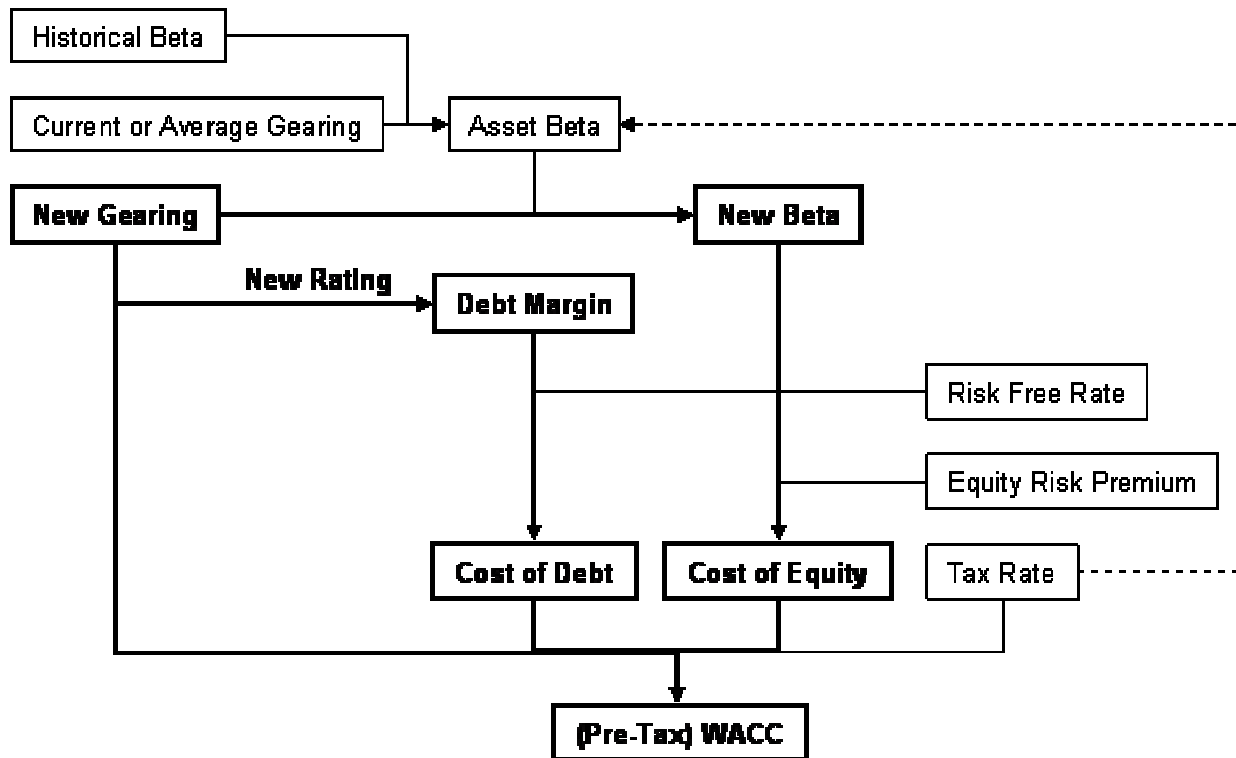 Historical Beta
Current or Average Gearing
Asset Beta
New Gearing
New Beta
New Rating
Debt Margin
Risk Free Rate
Equity Risk Premium
Cost of Debt
Cost of Equity
Tax Rate
(Pre-Tax) WACC